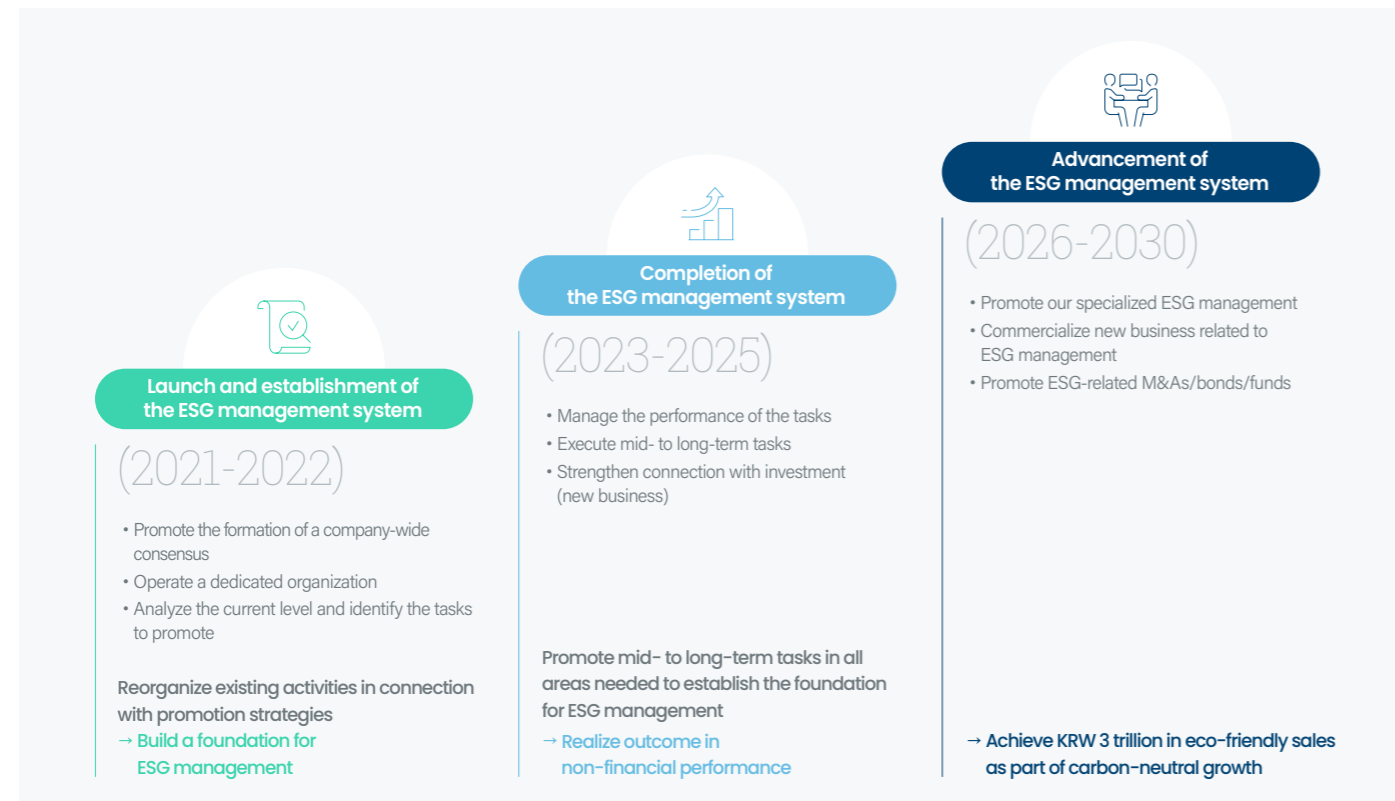 Launch and establishment of
the ESG management system
(2021-2022)
• Promote the formation of a company-wide
consensus
• Operate a dedicated organization
• Analyze the current level and identify the tasks
to promote
Reorganize existing activities in connection
with promotion strategies
→ Build a foundation for
ESG management
Completion of
the ESG management system
(2023-2025)
• Manage the performance of the tasks
• Execute mid- to long-term tasks
• Strengthen connection with investment
(new business)
Promote mid- to long-term tasks in all
areas needed to establish the foundation
for ESG management
→ Realize outcome in
non-financial performance
Advancement of
the ESG management system
(2026-2030)
• Promote our specialized ESG management
• Commercialize new business related to
ESG management
• Promote ESG-related M&As/bonds/funds
→ Achieve KRW 3 trillion in eco-friendly sales
as part of carbon-neutral growth